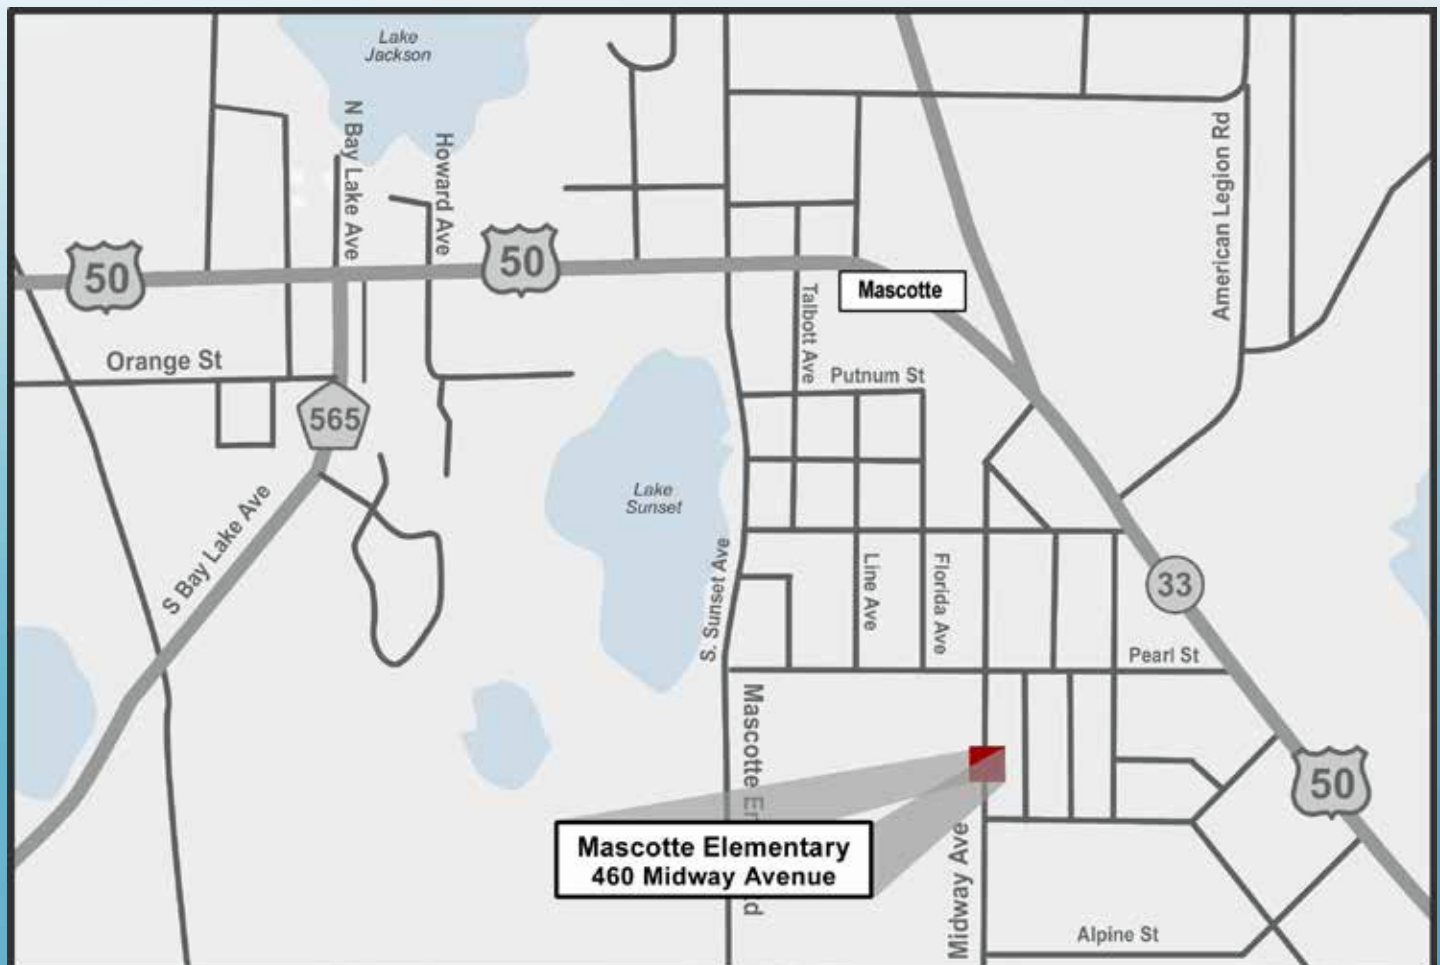 Lake
Jackson
N Bay Lake Ave
Howard Ave
American Legion Rd
50
50
Mascotte
Talbott Ave
Orange St
Putnum St
565
Lake
Sunset
S Bay Lake Ave
S. Sunset Ave
Line Ave
Florida Ave
33
Pearl St
Mascotte
50
Mascotte Elementary
460 Midway Avenue
Midway Ave
Alpine St